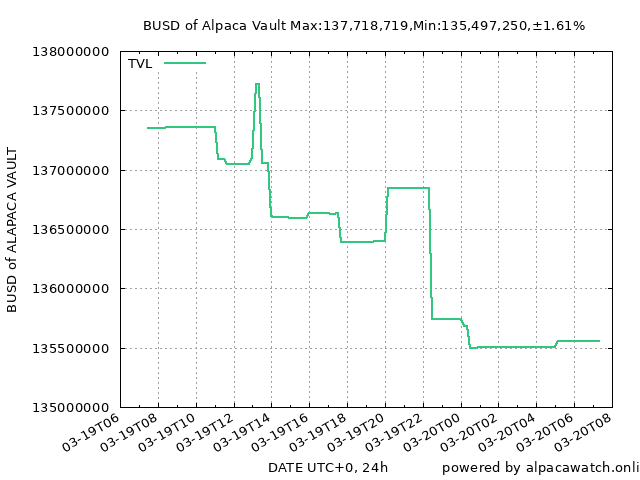 BUSD of Alpaca Vault Max:137,718,719,Min:135,497,250,±1.61%
TVL
138000000
137500000
137000000
136500000
136000000
135500000
135000000
BUSD of ALAPACA VAULT
03-19T06
03-19T08
03-19T10
03-19T12
03-19T14
03-19T16
03-19T18
03-19T20
03-19T22
03-20T00
03-20T02
03-20T04
03-20T06
03-20T08
DATE UTC+0, 24h
powered by alpacawatch.onli